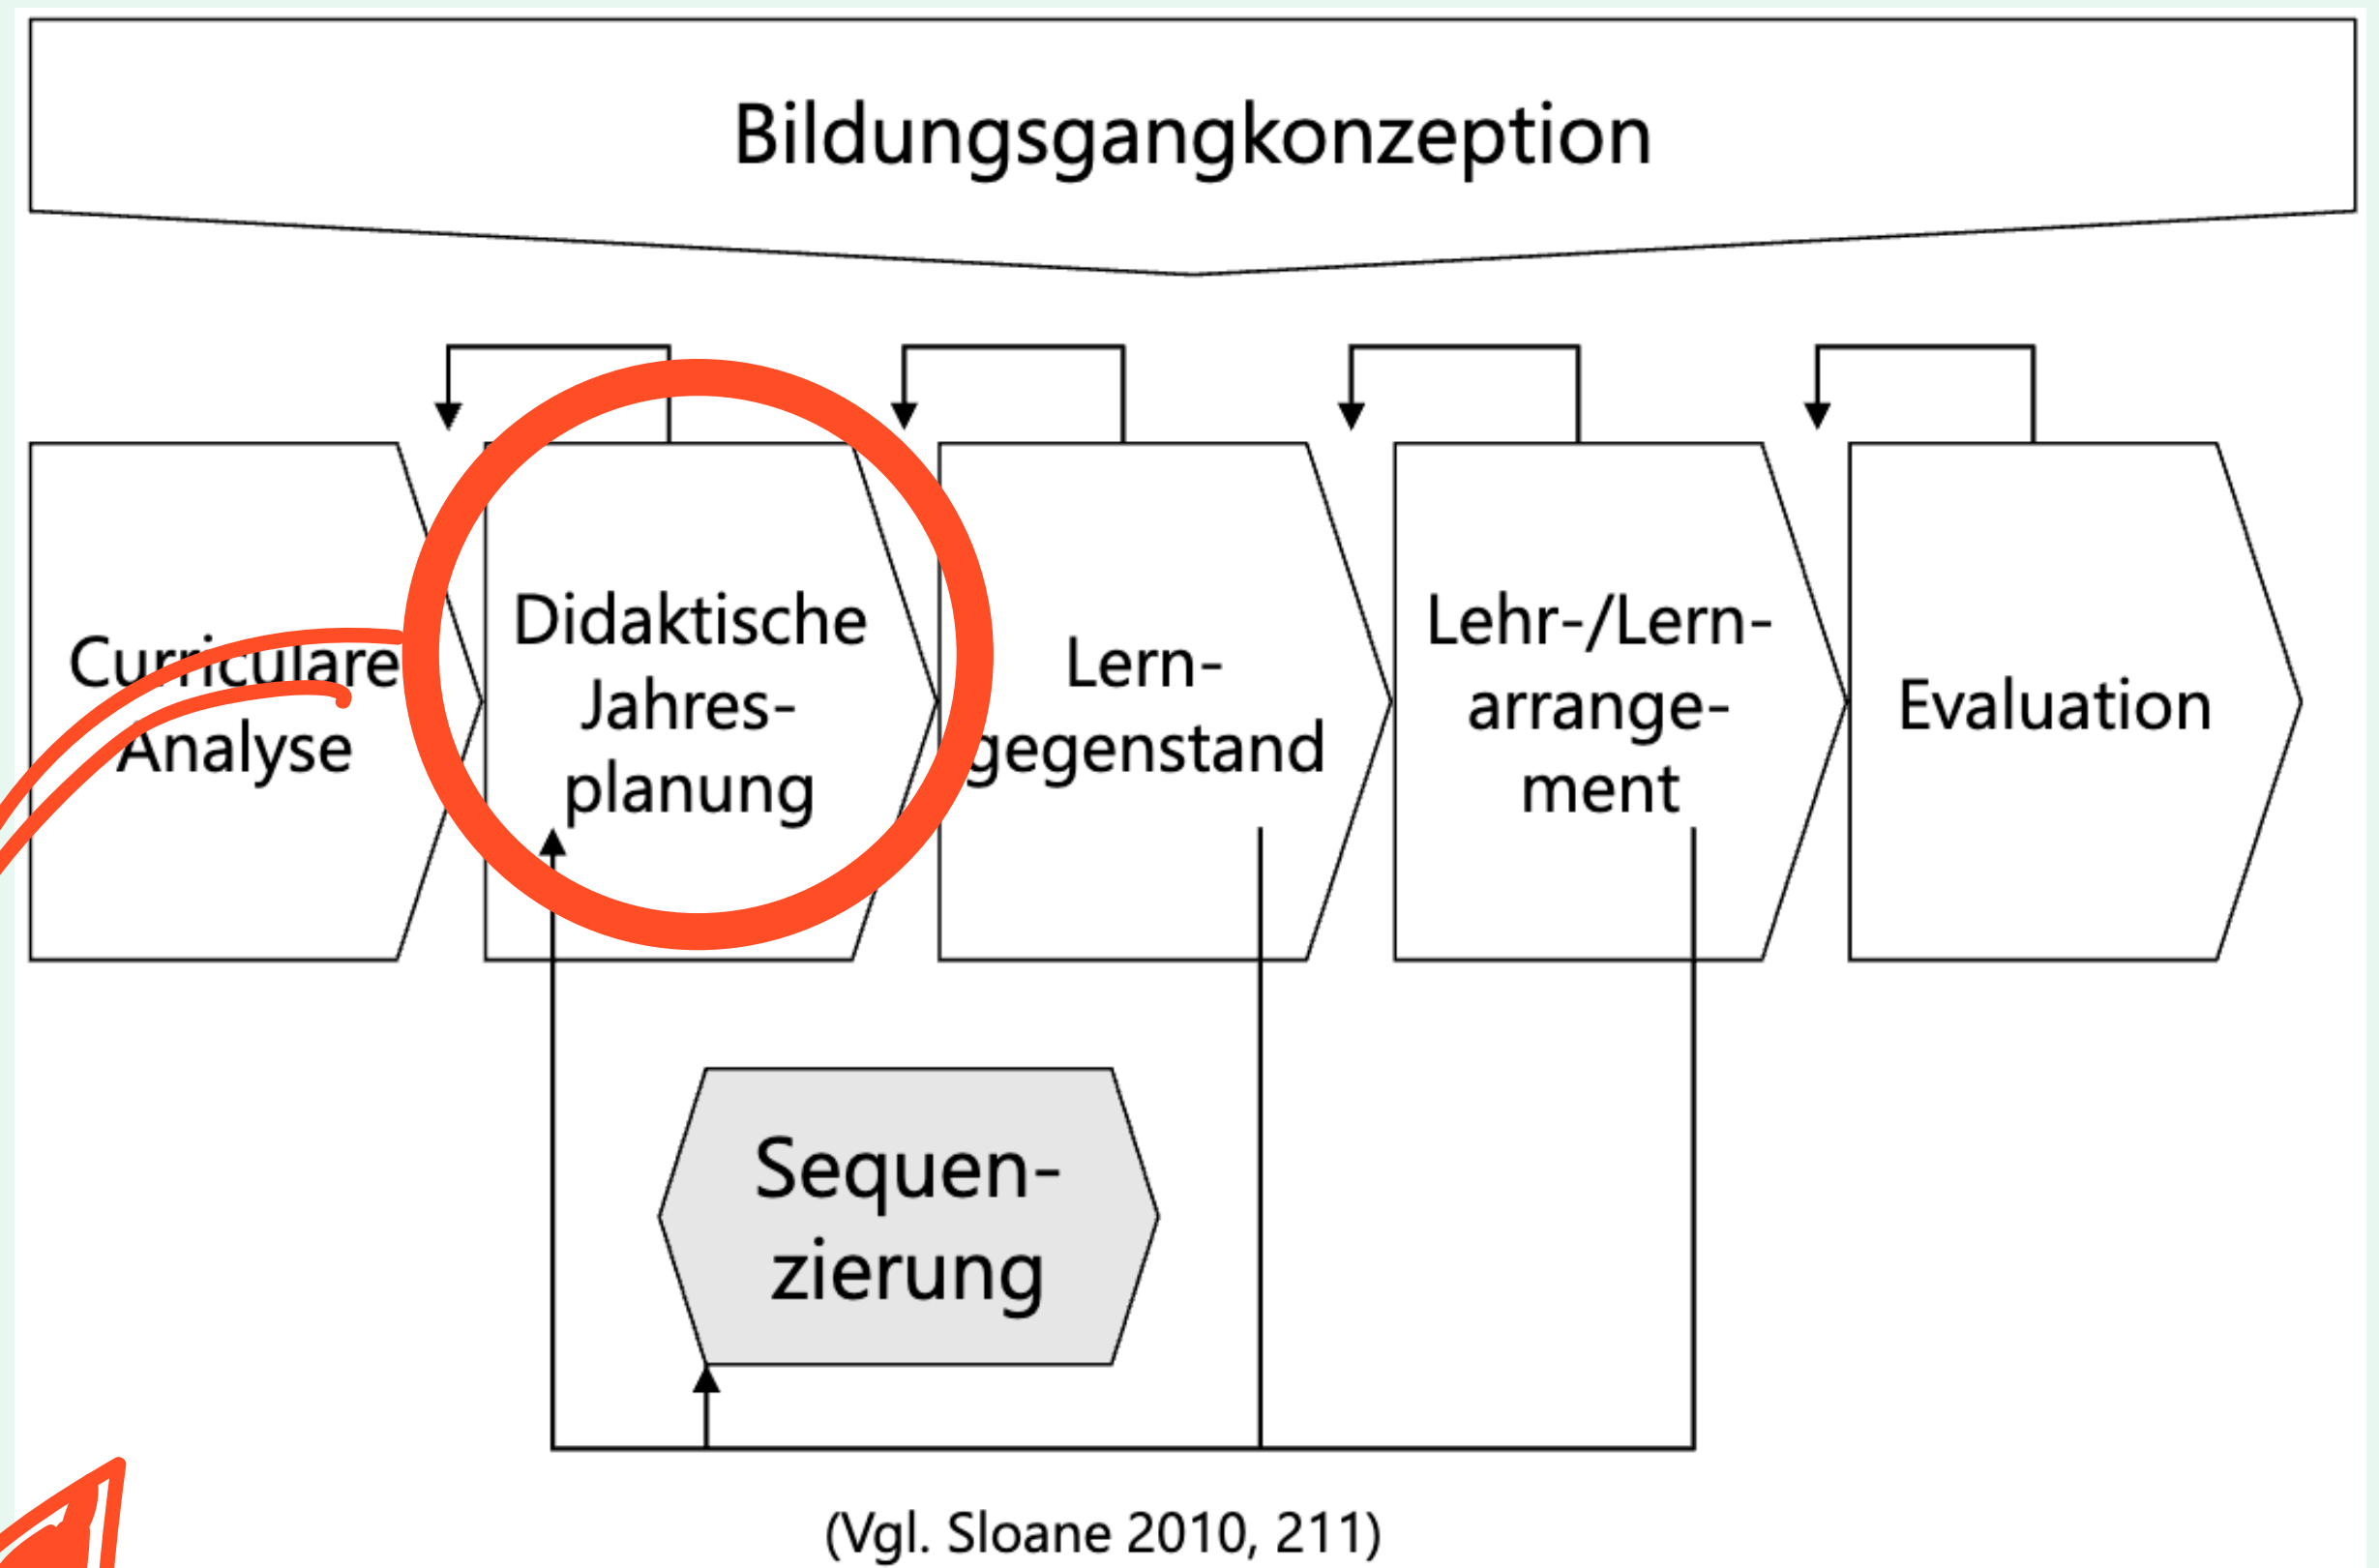 Bildungsgangkonzeption
Curriculare
Analyse
Didaktische
Jahres-
planung
Lern-
gegenstand
Lehr-/Lern-
arrange-
ment
Evaluation
Sequen-
zierung
(Vgl. Sloane 2010, 211)